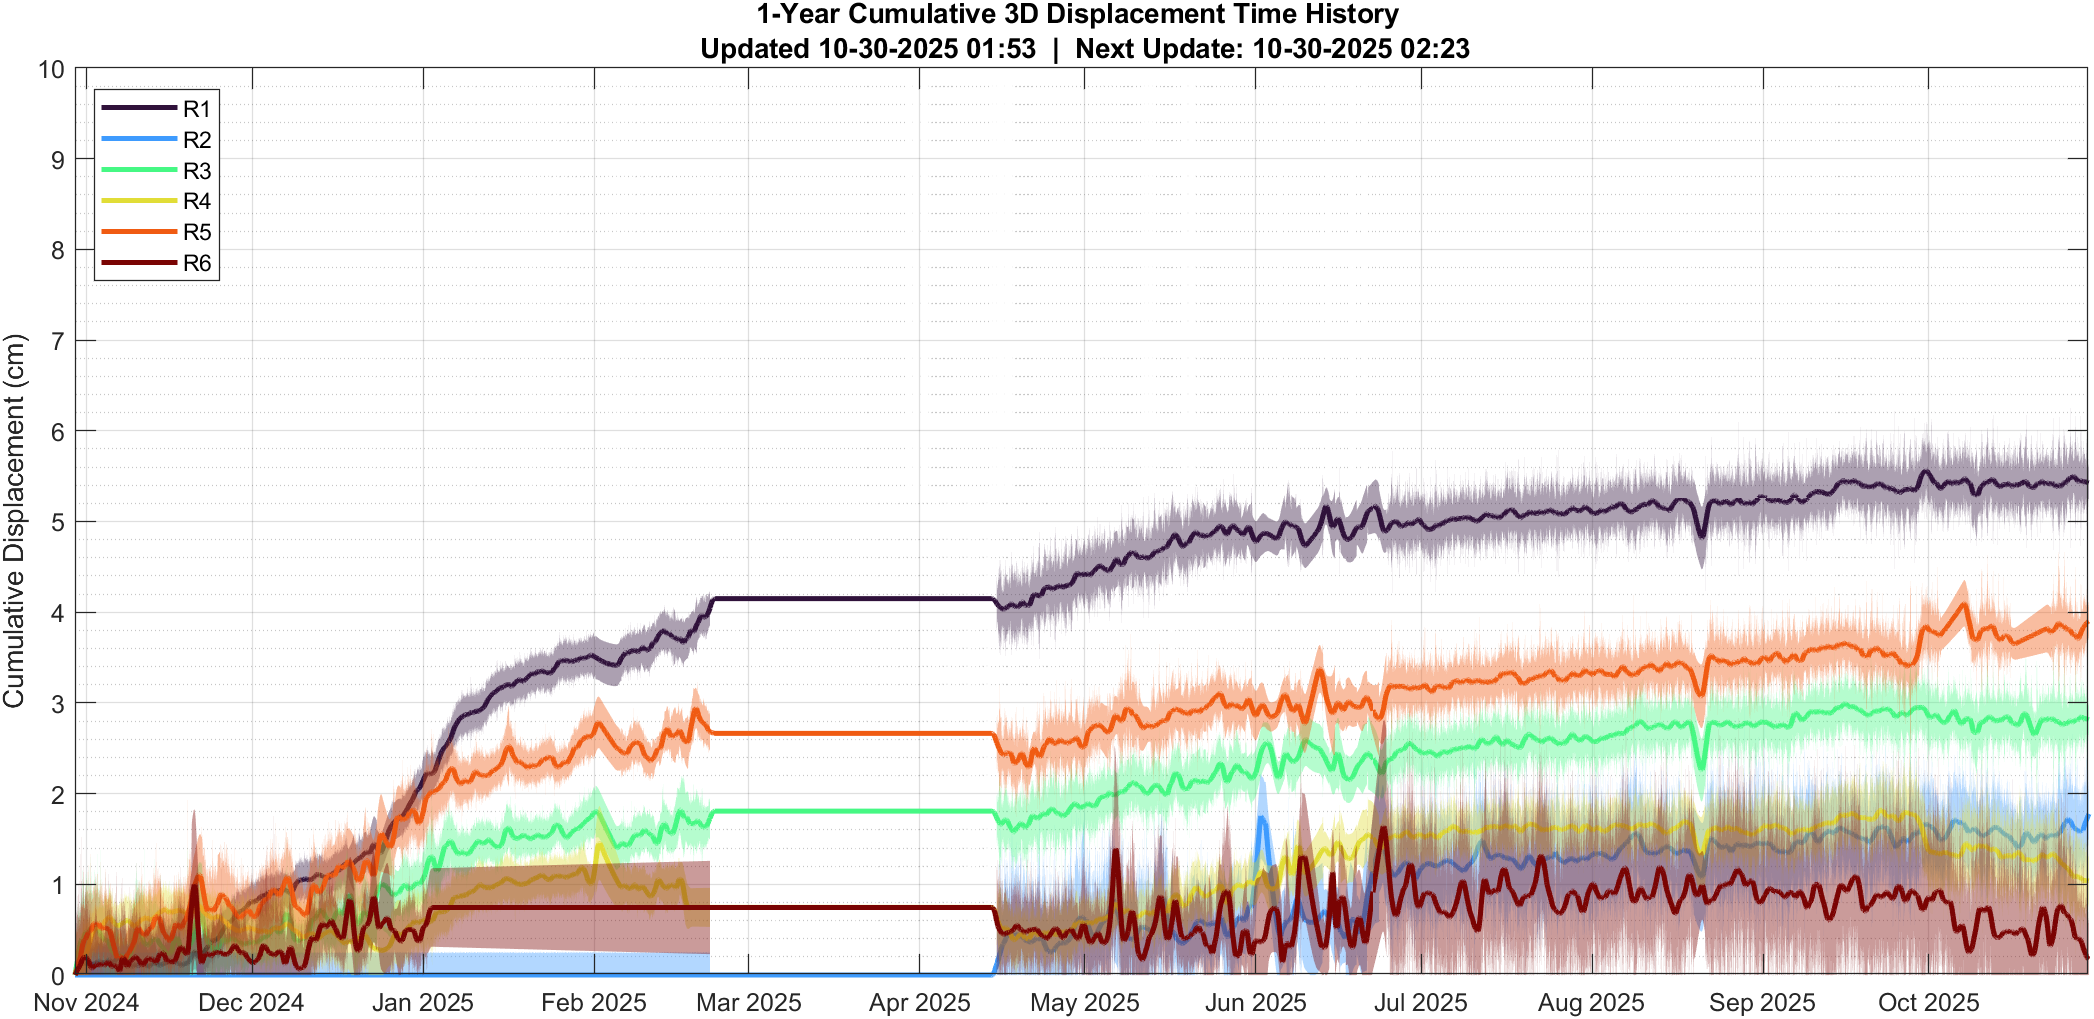 1-Year Cumulative 3D Displacement Time History
Updated 10-30-2025 01:53 | Next Update: 10-30-2025 02:23
Cumulative Displacement (cm)
10
9
8
7
6
5
4
3
2
1
0
R1
R2
R3
R4
R5
R6
Nov 2024 Dec 2024 Jan 2025 Feb 2025 Mar 2025 Apr 2025 May 2025 Jun 2025 Jul 2025 Aug 2025 Sep 2025 Oct 2025